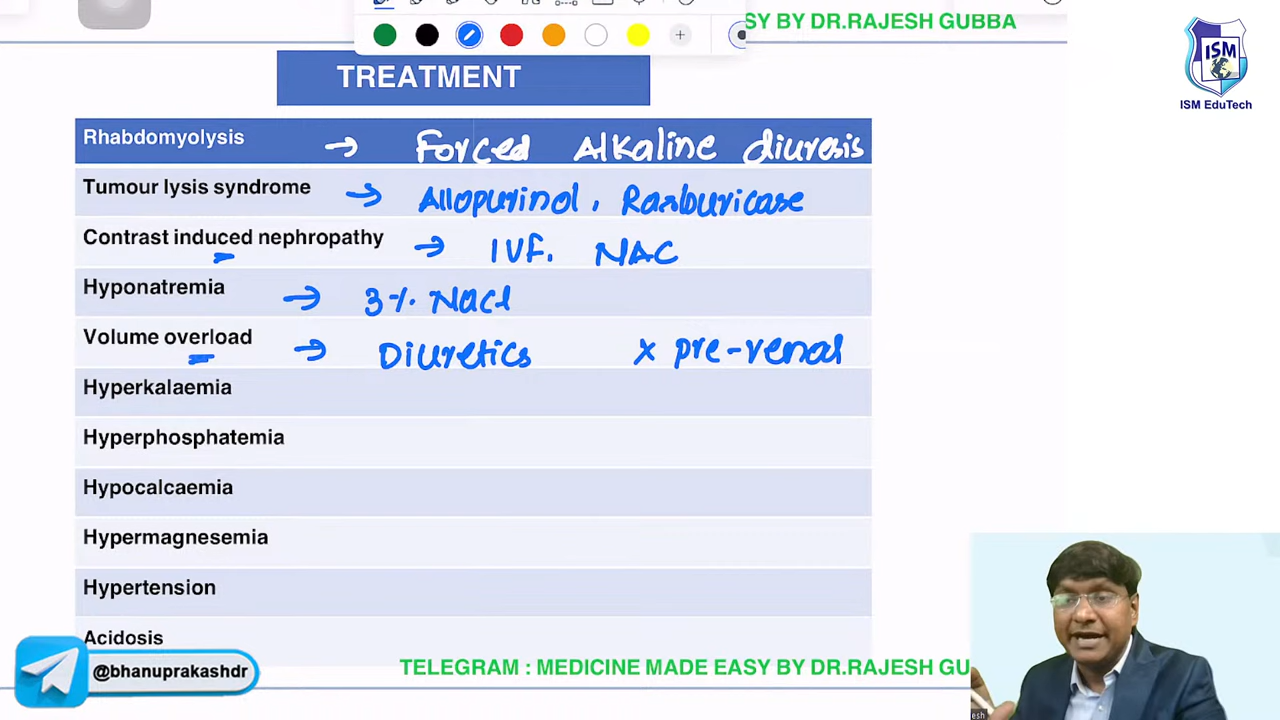 SY BY DR.RAJESH GUBBA
ISM
ISM EduTech
TREATMENT
Rhabdomyolysis → Forced Alkaline diuresis
Tumour lysis syndrome → Allopurinol, Rasburicase
Contrast induced nephropathy → IVF. NAC
Hyponatremia → 3% Nacl
Volume overload → Diuretics × pre-renal
Hyperkalaemia
Hyperphosphatemia
Hypocalcaemia
Hypermagnesemia
Hypertension
Acidosis
@bhanuprakashdr
TELEGRAM : MEDICINE MADE EASY BY DR.RAJESH GU